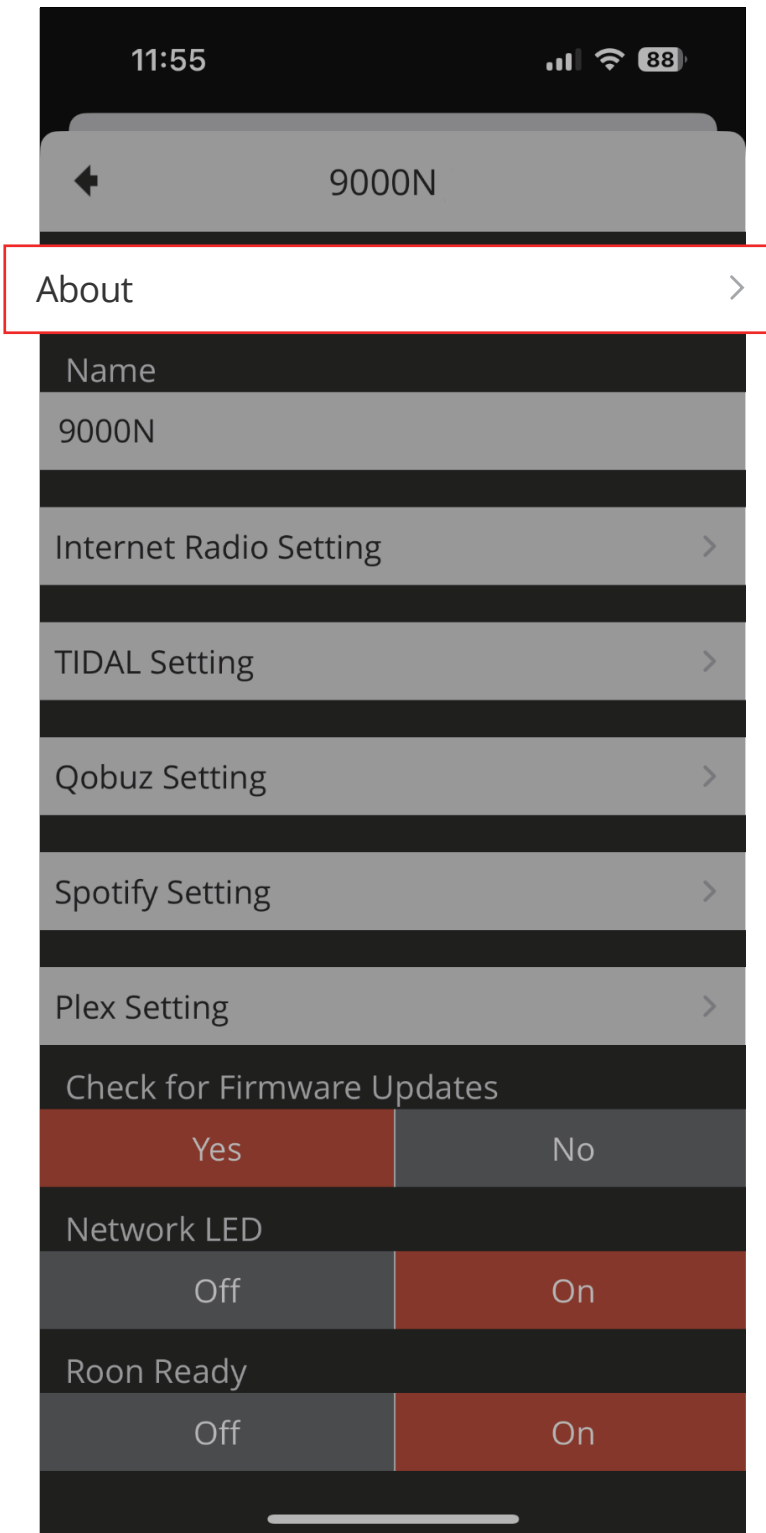 11:55
88
9000N
About
Name
9000N
Internet Radio Setting
TIDAL Setting
Qobuz Setting
Spotify Setting
Plex Setting
Check for Firmware Updates
Yes No
Network LED
Off On
Roon Ready
Off On